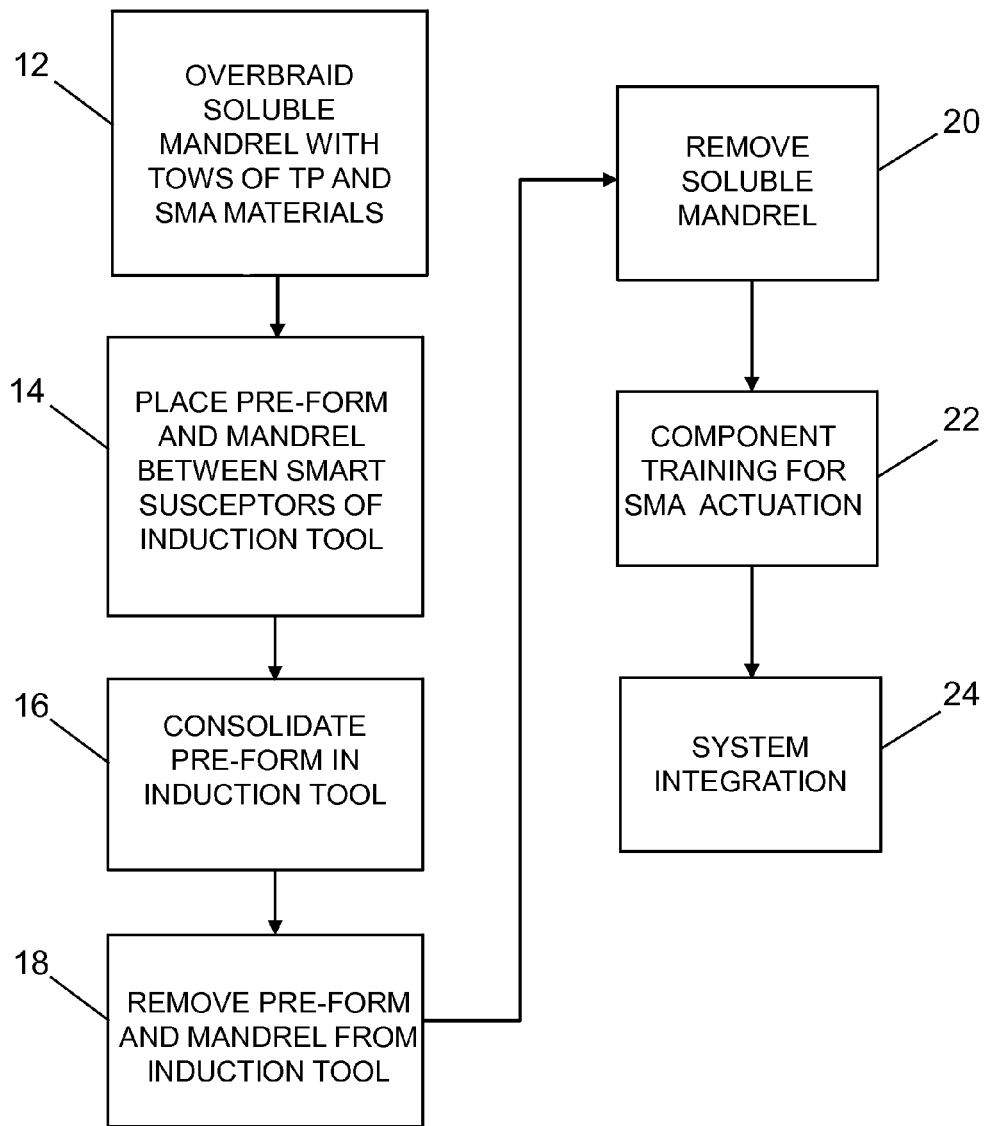 12
OVERBRAID
SOLUBLE
MANDREL WITH
TOWS OF TP AND
SMA MATERIALS
14
PLACE PRE-FORM
AND MANDREL
BETWEEN SMART
SUSCEPTORS OF
INDUCTION TOOL
16
CONSOLIDATE
PRE-FORM IN
INDUCTION TOOL
18
REMOVE PRE-FORM
AND MANDREL FROM
INDUCTION TOOL
20
REMOVE
SOLUBLE
MANDREL
22
COMPONENT
TRAINING FOR
SMA ACTUATION
24
SYSTEM
INTEGRATION